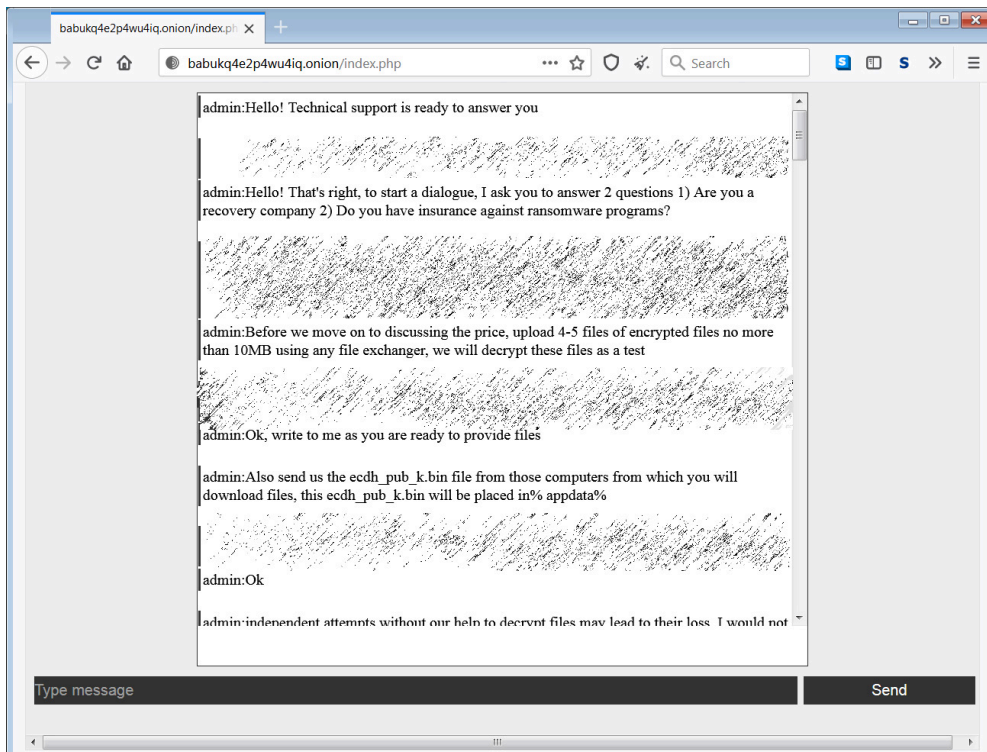 babukq4e2p4wu4iq.onion/index.ph
babukq4e2p4wu4iq.onion/index.php
Search
S
S
admin:Hello! Technical support is ready to answer you
admin:Hello! That's right, to start a dialogue, I ask you to answer 2 questions 1) Are you a
recovery company 2) Do you have insurance against ransomware programs?
admin:Before we move on to discussing the price, upload 4-5 files of encrypted files no more
than 10MB using any file exchanger, we will decrypt these files as a test
admin:Ok, write to me as you are ready to provide files
admin:Also send us the ecdh_pub_k.bin file from those computers from which you will
download files, this ecdh_pub_k.bin will be placed in% appdata%
admin:Ok
admin:independent attempts without our help to decrypt files may lead to their loss. I would not
Type message
Send